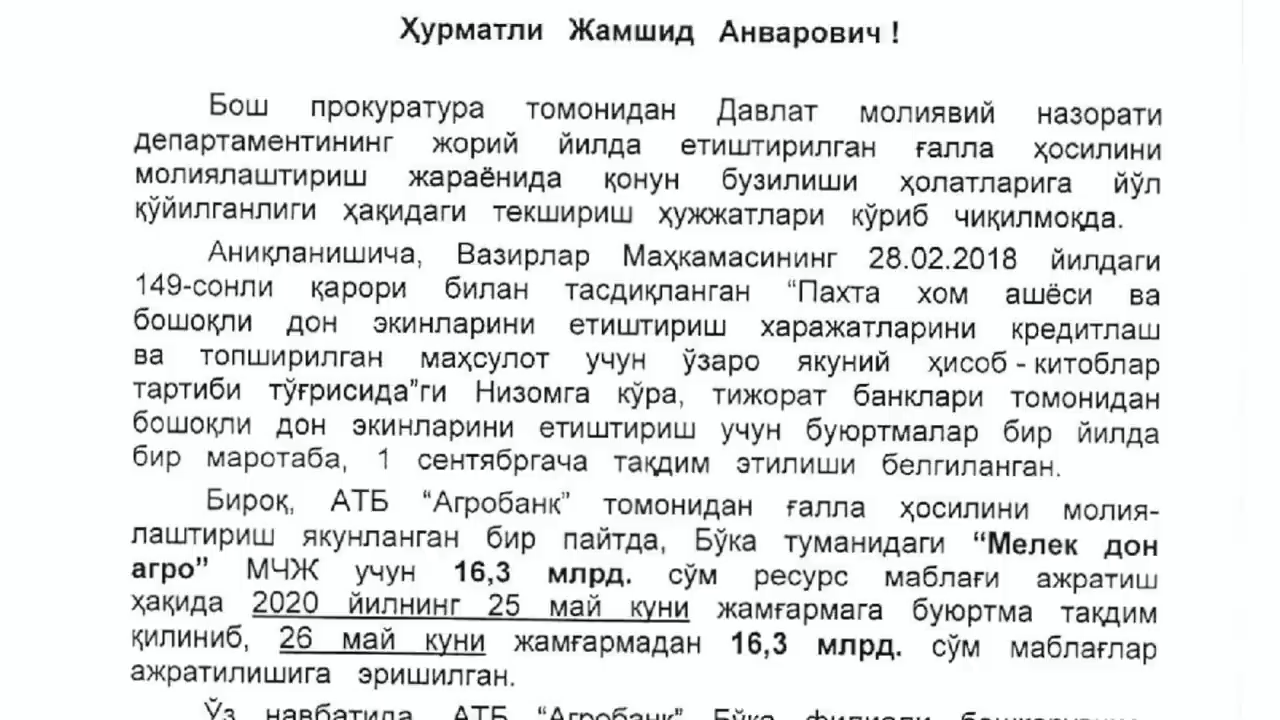 Ҳурматли Жамшид Анварович !
Бош прокуратура томонидан Давлат молиявий назорати
департаментининг жорий йилда етиштирилган ғалла ҳосилини
молиялаштириш жараёнида қонун бузилиши ҳолатларига йўл
қўйилганлиги ҳақидаги текшириш ҳужжатлари кўриб чиқилмоқда.
Аниқланишича, Вазирлар Маҳкамасининг 28.02.2018 йилдаги
149-сонли қарори билан тасдиқланган “Пахта хом ашёси ва
бошоқли дон экинларини етиштириш харажатларини кредитлаш
ва топширилган маҳсулот учун ўзаро якуний ҳисоб - китоблар
тартиби тўғрисида”ги Низомга кўра, тижорат банклари томонидан
бошоқли дон экинларини етиштириш учун буюртмалар бир йилда
бир маротаба, 1 сентябргача тақдим этилиши белгиланган.
Бироқ, АТБ “Агробанк” томонидан ғалла ҳосилини молия-
лаштириш якунланган бир пайтда, Бўка туманидаги “Мелек дон
агро” МЧЖ учун 16,3 млрд. сўм ресурс маблағи ажратиш
ҳақида 2020 йилнинг 25 май куни жамғармага буюртма тақдим
қилиниб, 26 май куни жамғармадан 16,3 млрд. сўм маблағлар
ажратилишига эришилган.
Ўз навбатида, АТБ “Агробанк” Бўка филиали